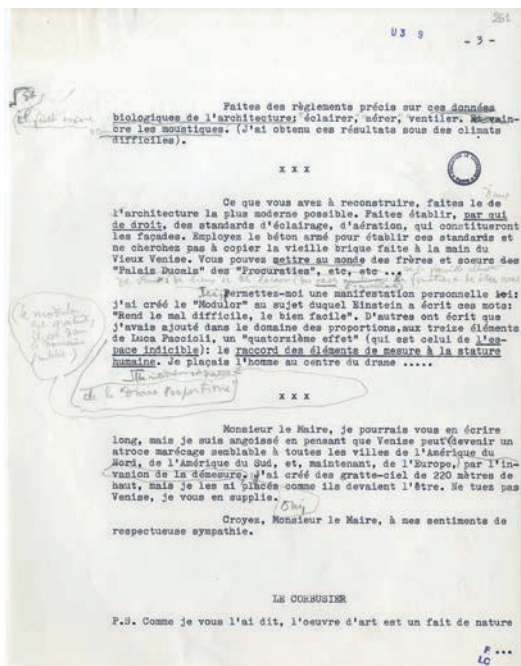 261
U3 9
- 3 -
Faites des règlements précis sur ces données
biologiques de l'architecture; éclairer, aérer, ventiler. Et vain-
cre les moustiques. (J'ai obtenu ces résultats sous des climats
difficiles).
x x x
Ce que vous avez à reconstruire, faites le de
l'architecture la plus moderne possible. Faites établir, par qui
de droit, des standards d'éclairage, d'aération, qui constitueront
les façades. Employez le béton armé pour établir ces standards et
ne cherchez pas à copier la vieille brique faite à la main du
Vieux Venise. Vous pouvez mettre au monde des frères et soeurs des
"Palais Ducals" des "Procuraties", etc, etc ...
Ici, permettez-moi une manifestation personnelle ici:
j'ai créé le "Modulor" au sujet duquel Einstein a écrit ces mots:
"Rend le mal difficile, le bien facile". D'autres ont écrit que
j'avais ajouté dans le domaine des proportions,aux treize éléments
de Luca Paccioli, un "quatorzième effet" (qui est celui de l'es-
pace indicible): le raccord des éléments de mesure à la stature
humaine. Je plaçais l'homme au centre du drame .....
de la "Divine Proportion"
x x x
Monsieur le Maire, je pourrais vous en écrire
long, mais je suis angoissé en pensant que Venise peut devenir un
atroce marécage semblable à toutes les villes de l'Amérique du
Nord, de l'Amérique du Sud, et, maintenant, de l'Europe, par l'in-
vasion de la démesure. J'ai créé des gratte-ciel de 220 mètres de
haut, mais je les ai placés comme ils devaient l'être. Ne tuez pas
Venise, je vous en supplie.
Croyez, Monsieur le Maire, à mes sentiments de
respectueuse sympathie.
LE CORBUSIER
P.S. Comme je vous l'ai dit, l'oeuvre d'art est un fait de nature
...
LC